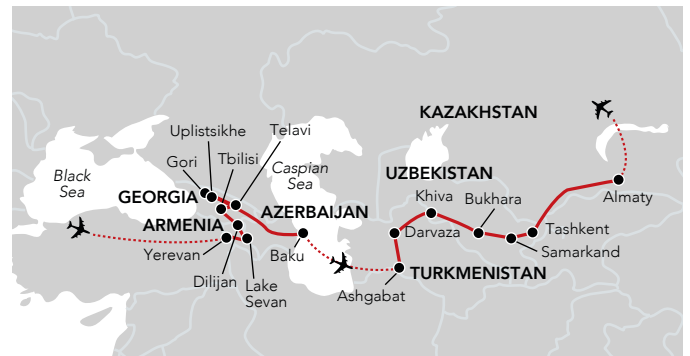 KAZAKHSTAN
Uplistsikhe
Telavi
Gori
Tbilisi
Black
Sea
Caspian
Sea
UZBEKISTAN
GEORGIA
Khiva
Bukhara
Almaty
AZERBAIJAN
ARMENIA
Darvaza
Tashkent
Yerevan
Baku
Samarkand
Dilijan
Lake
Sevan
TURKMENISTAN
Ashgabat